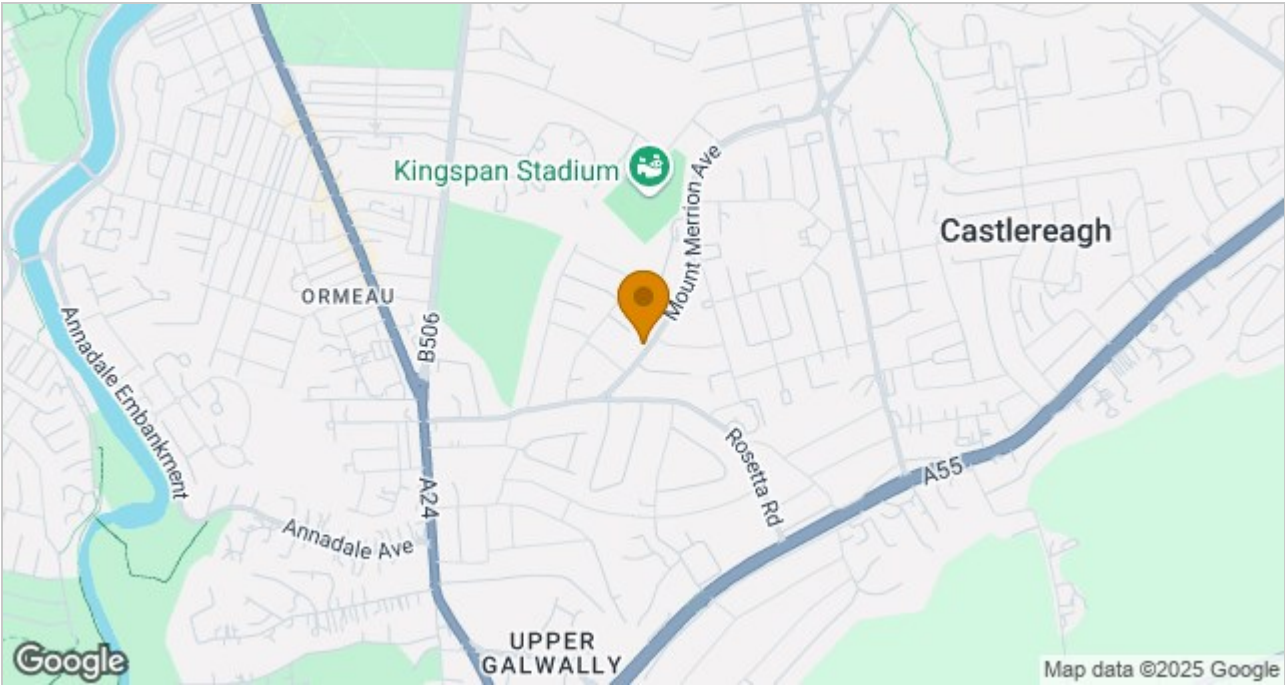 Kingspan Stadium
Mount Merrion Ave
Castlereagh
ORMEAU
B506
Annadale Embankment
Rosetta Rd
A55
A24
Annadale Ave
UPPER
GALWALLY
Google
Map data ©2025 Google